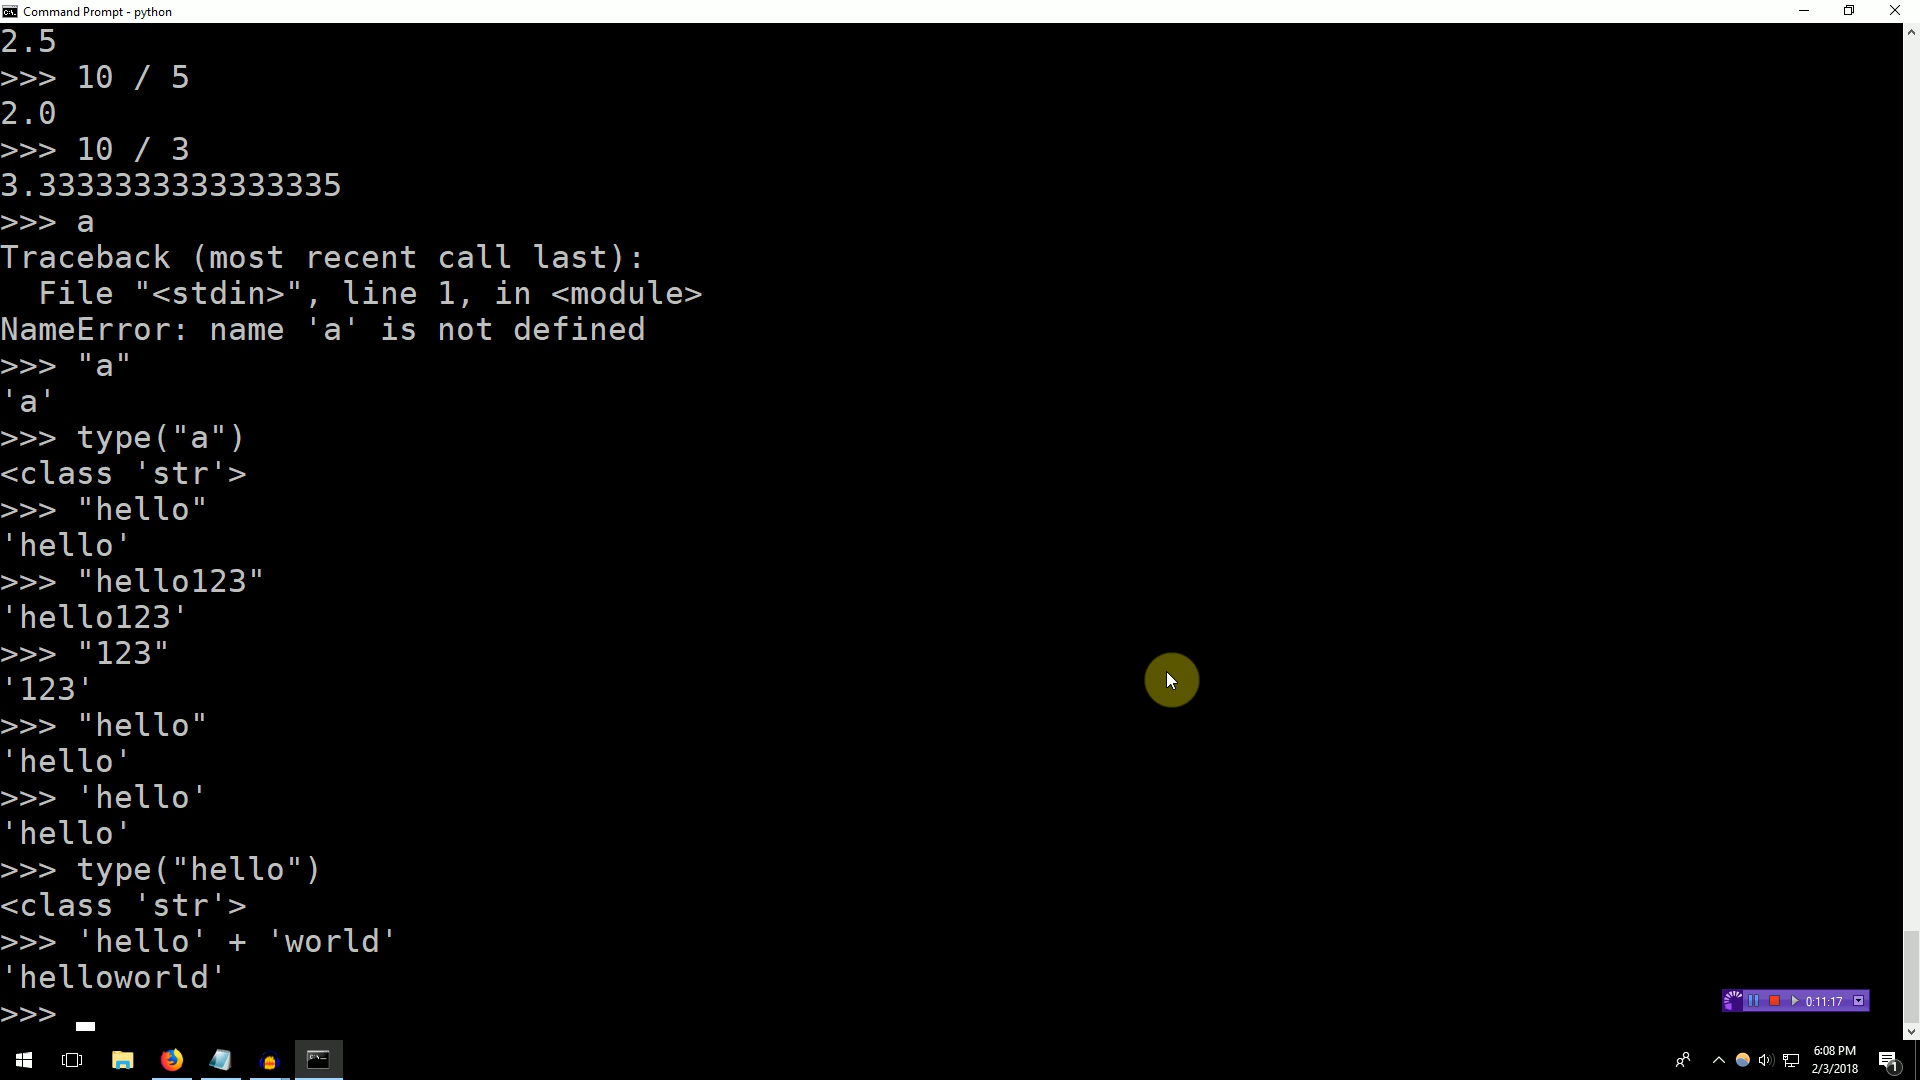 Command Prompt - python
2.5
>>> 10 / 5
2.0
>>> 10 / 3
3.3333333333333335
>>> a
Traceback (most recent call last):
  File "<stdin>", line 1, in <module>
NameError: name 'a' is not defined
>>> "a"
'a'
>>> type("a")
<class 'str'>
>>> "hello"
'hello'
>>> "hello123"
'hello123'
>>> "123"
'123'
>>> "hello"
'hello'
>>> 'hello'
'hello'
>>> type("hello")
<class 'str'>
>>> 'hello' + 'world'
'helloworld'
>>>
0:11:17
6:08 PM
2/3/2018
1